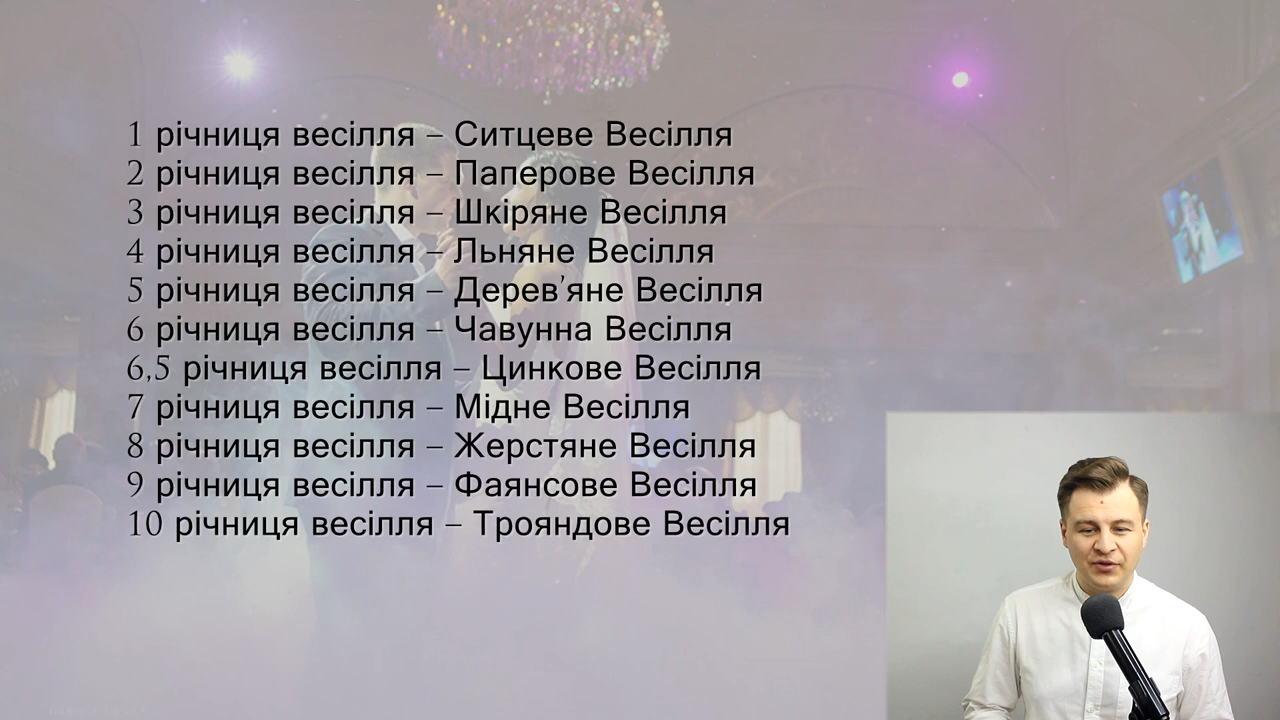 1 річниця весілля – Ситцеве Весілля
2 річниця весілля – Паперове Весілля
3 річниця весілля – Шкіряне Весілля
4 річниця весілля – Льняне Весілля
5 річниця весілля – Дерев’яне Весілля
6 річниця весілля – Чавунна Весілля
6,5 річниця весілля – Цинкове Весілля
7 річниця весілля – Мідне Весілля
8 річниця весілля – Жерстяне Весілля
9 річниця весілля – Фаянсове Весілля
10 річниця весілля – Трояндове Весілля